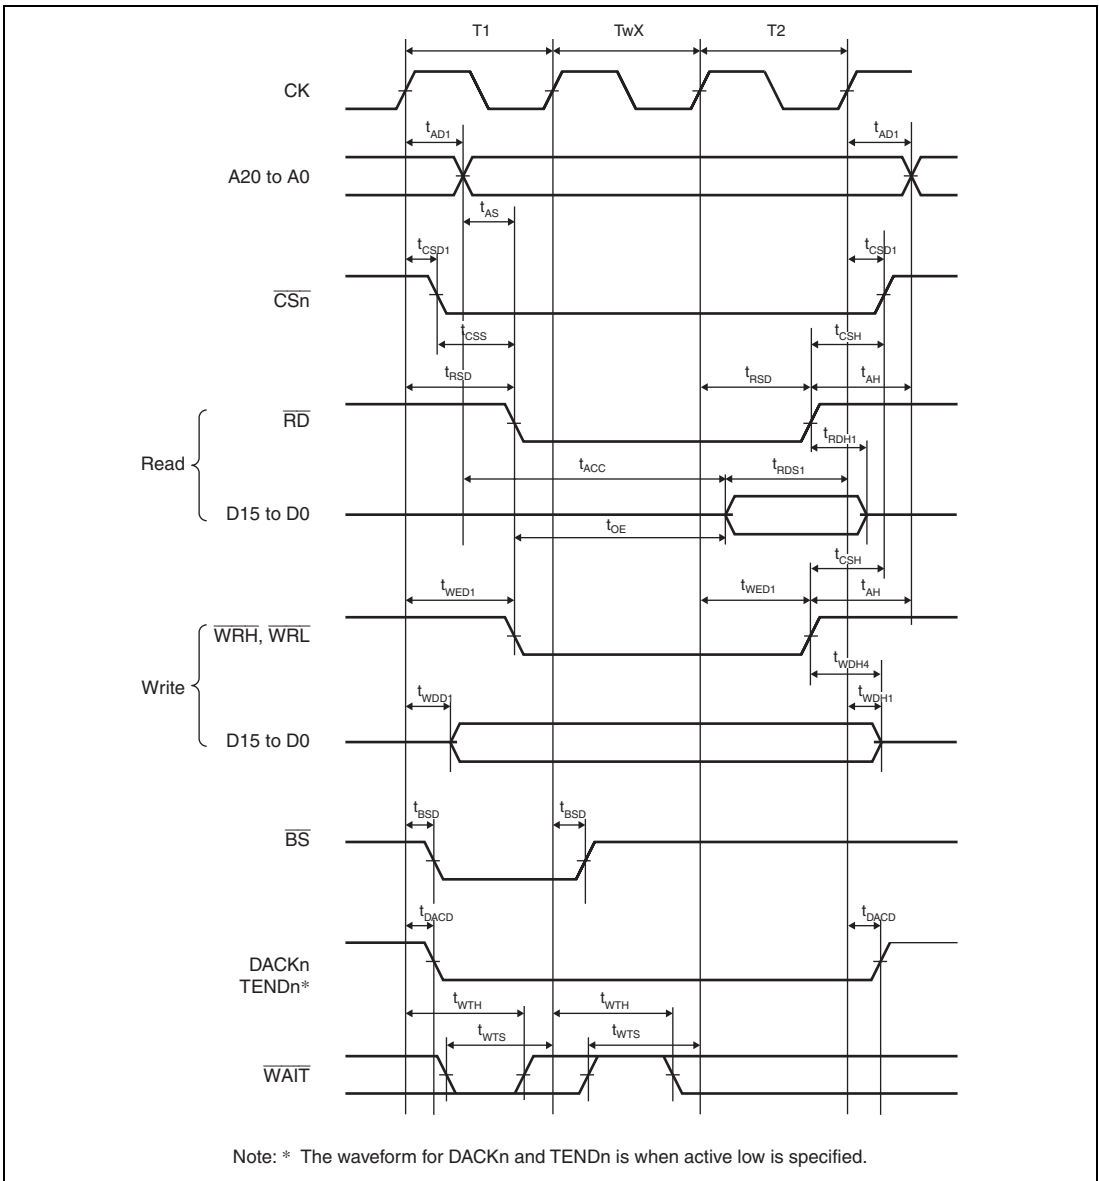 T1 TwX T2
CK
tAD1 tAD1
A20 to A0
tAS
tCSD1 tCSD1
CSn
tCSS tCSH
tRSD tRSD tAH
RD
tRDH1
Read
tACC tRDS1
D15 to D0
tOE
tCSH
tWED1 tWED1 tAH
WRH, WRL
tWDH4
Write
tWDD1 tWDH1
D15 to D0
tBSD tBSD
BS
tDACD tDACD
DACKn
TENDn*
tWTH tWTH
tWTS tWTS
WAIT
Note: * The waveform for DACKn and TENDn is when active low is specified.